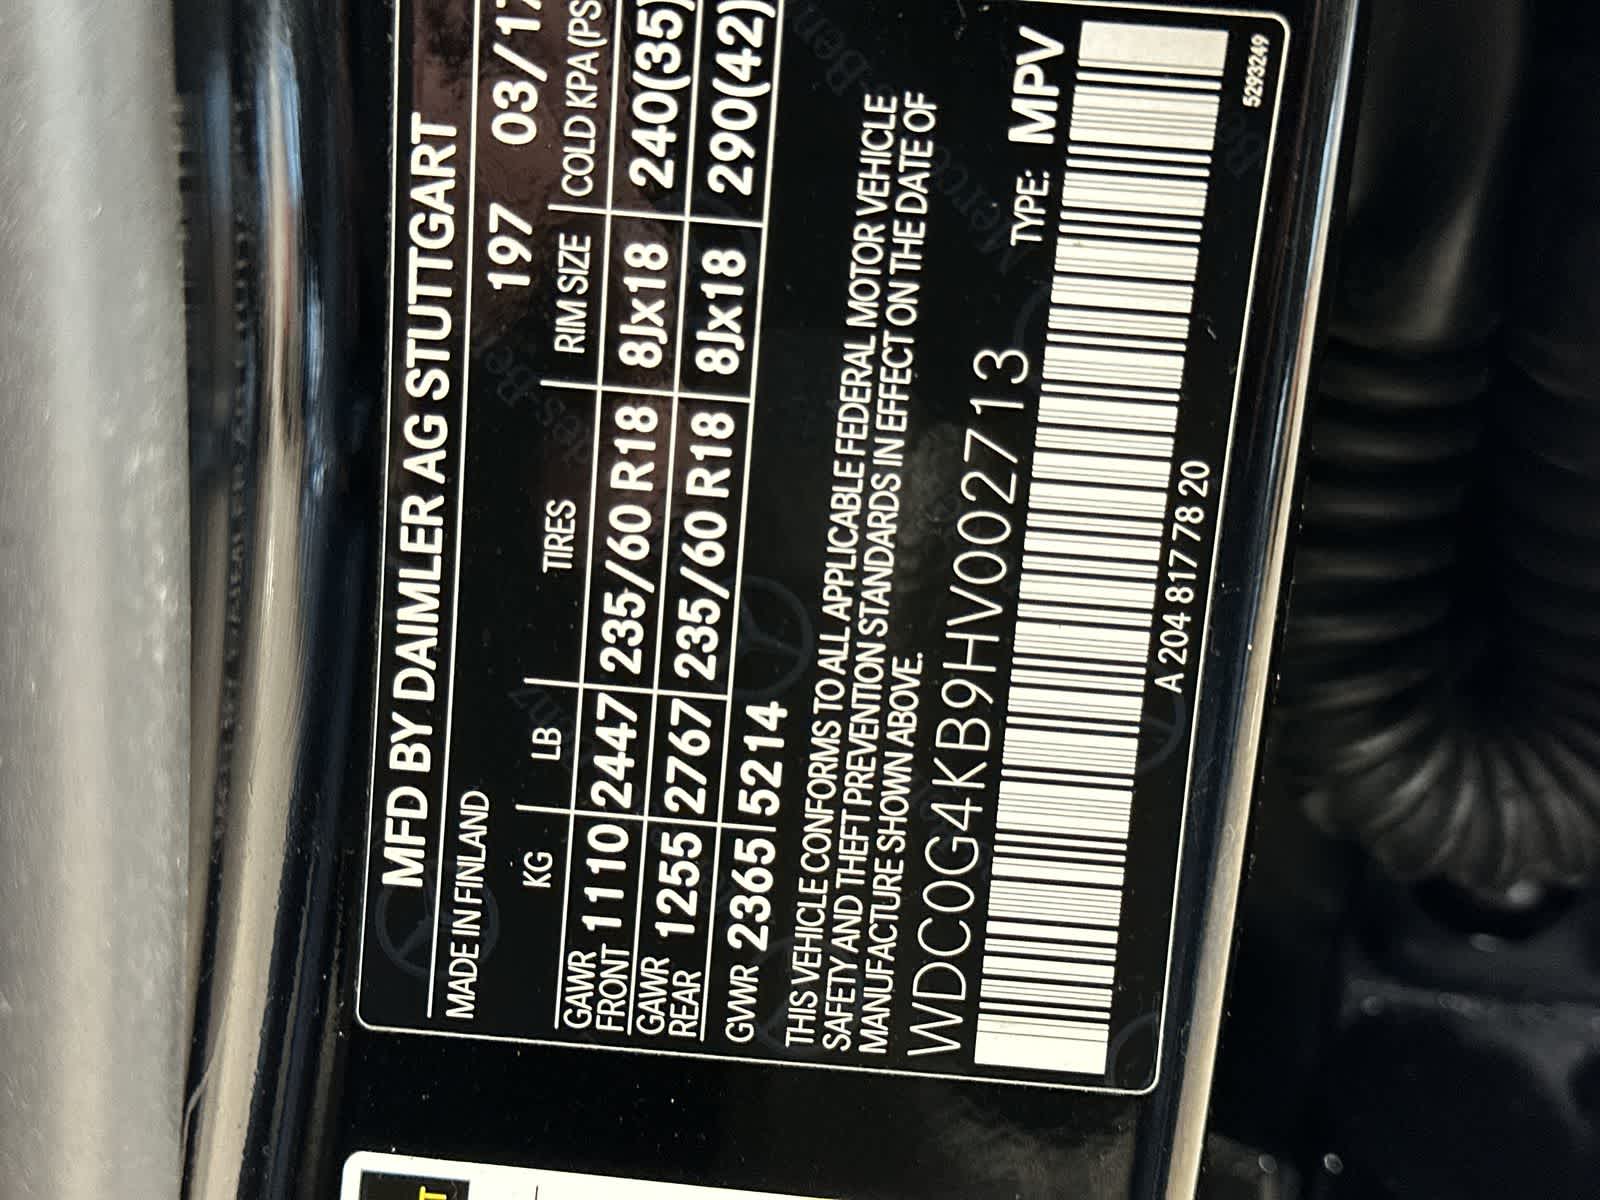 MFD BY DAIMLER AG STUTTGART
MADE IN FINLAND 197 03/17
KG LB TIRES RIM SIZE COLD KPA(PS
GAWR FRONT 1110 2447 235/60 R18 8Jx18 240(35)
GAWR REAR 1255 2767 235/60 R18 8Jx18 290(42)
GVWR 2365 5214
THIS VEHICLE CONFORMS TO ALL APPLICABLE FEDERAL MOTOR VEHICLE
SAFETY AND THEFT PREVENTION STANDARDS IN EFFECT ON THE DATE OF
MANUFACTURE SHOWN ABOVE.
WDC0G4KB9HV002713 TYPE: MPV
A 204 817 78 20
5293249